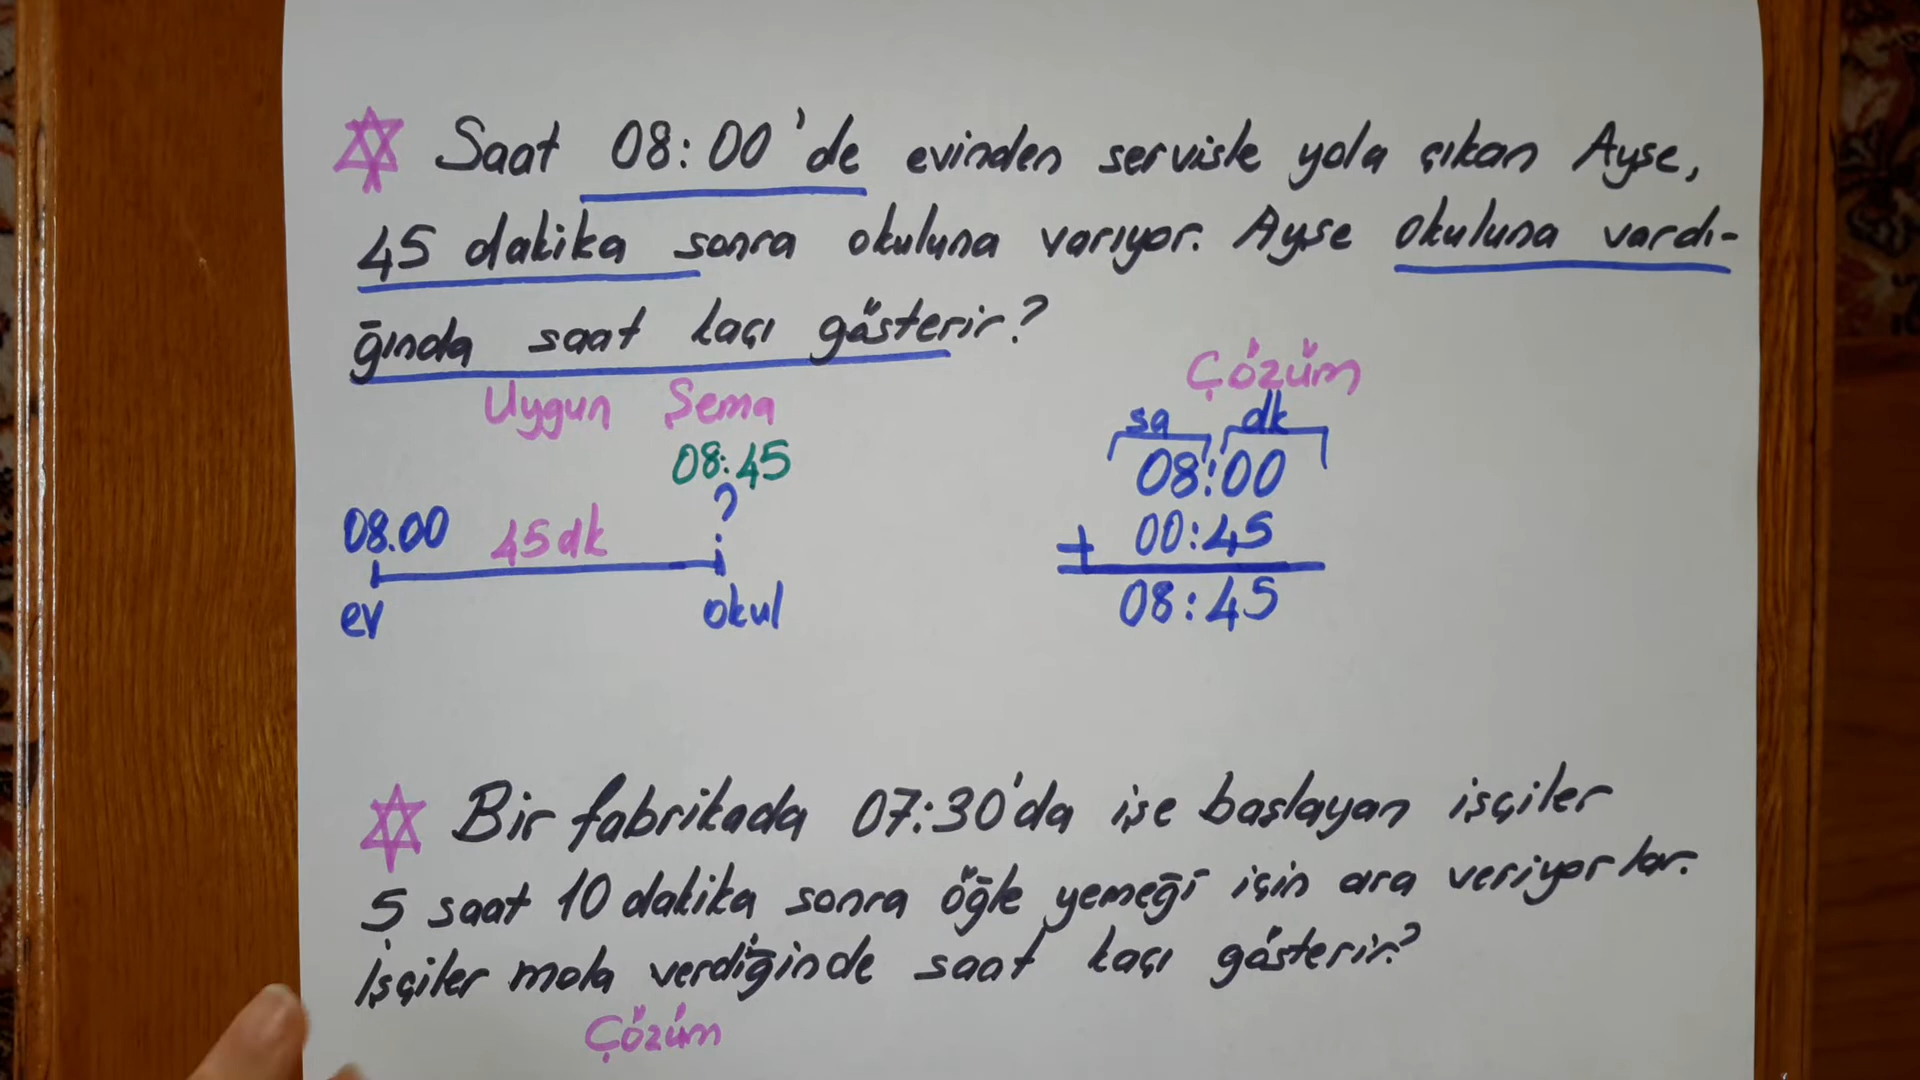 Saat 08:00'de evinden servisle yola çıkan Ayşe,
45 dakika sonra okuluna varıyor. Ayşe okuluna vardı-
ğında saat kaçı gösterir?
Uygun Şema
08:45
?
08.00 45dk
ev okul
Çözüm
sa dk
08:00
+ 00:45
08:45
Bir fabrikada 07:30'da işe başlayan işçiler
5 saat 10 dakika sonra öğle yemeği için ara veriyorlar.
İşçiler mola verdiğinde saat kaçı gösterir?
Çözüm